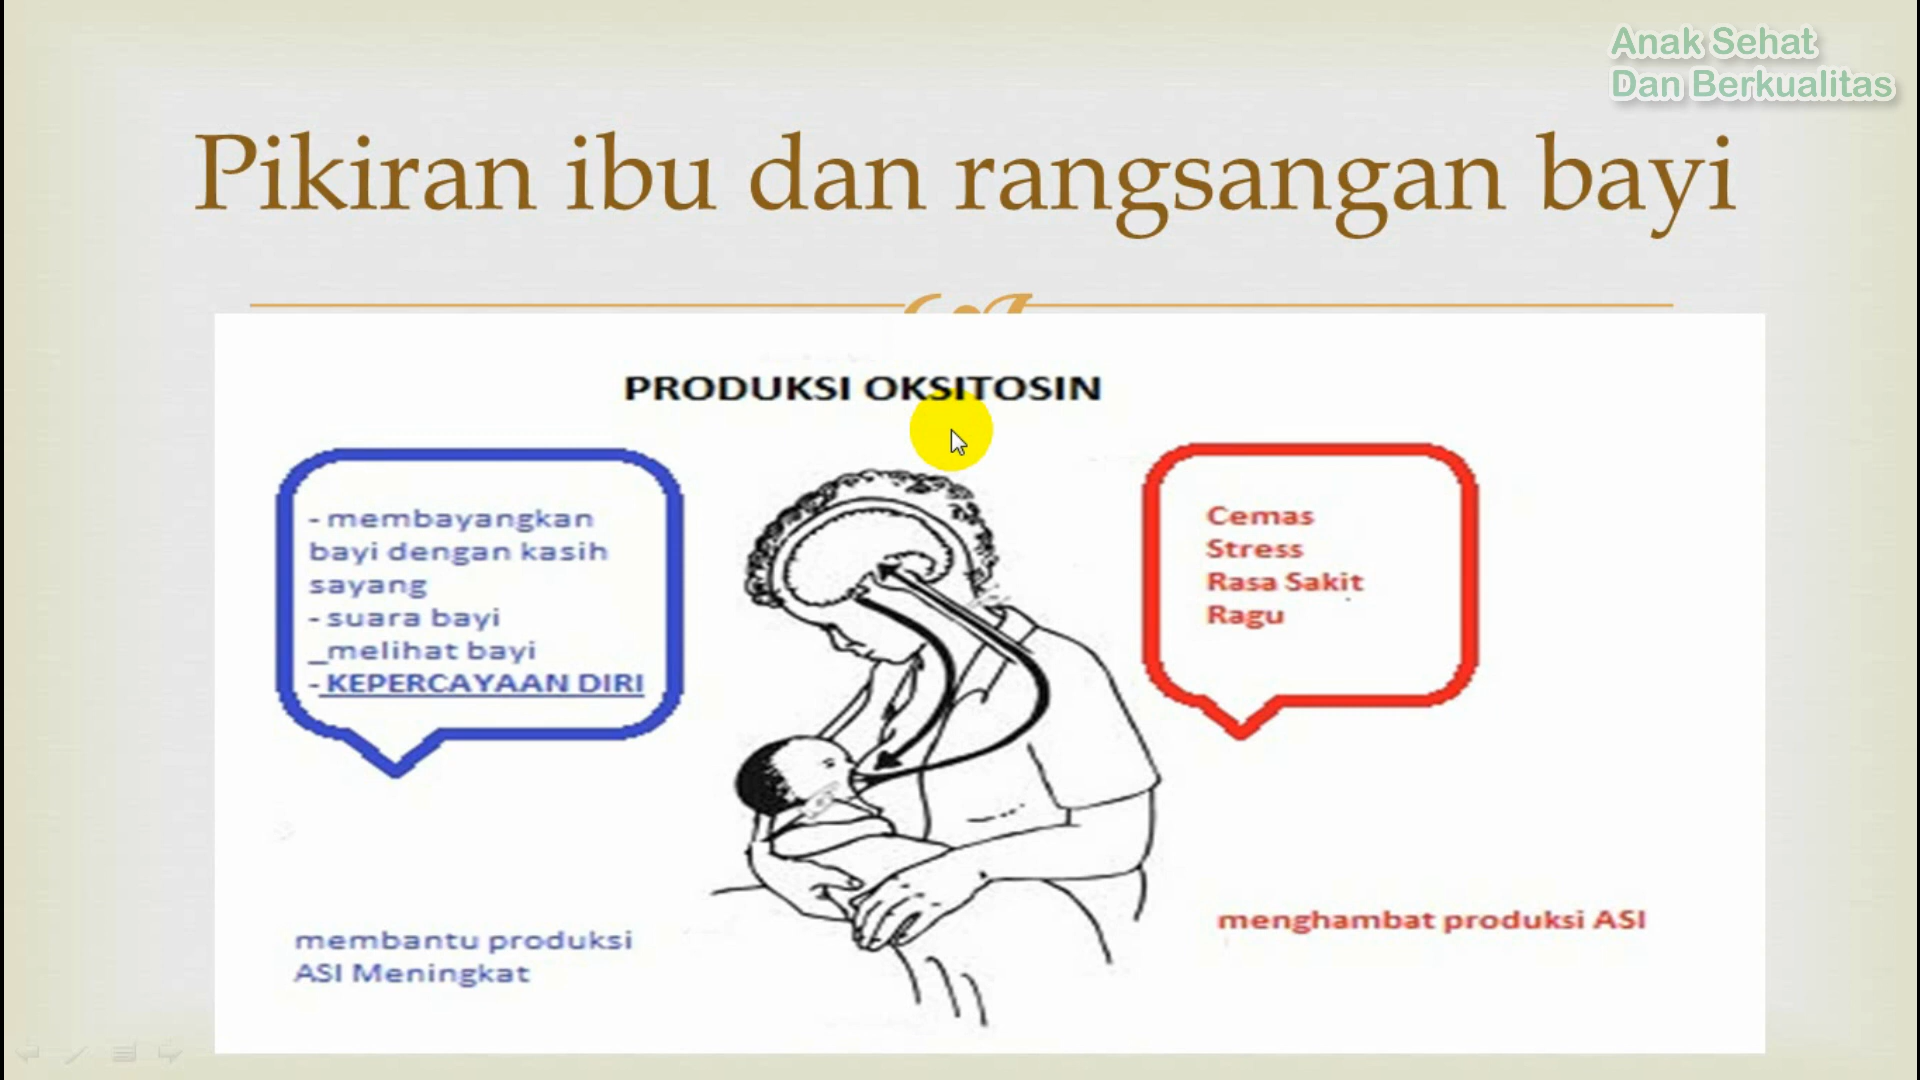 Anak Sehat
Dan Berkualitas
Pikiran ibu dan rangsangan bayi
PRODUKSI OKSITOSIN
- membayangkan
bayi dengan kasih
sayang
- suara bayi
_melihat bayi
- KEPERCAYAAN DIRI
Cemas
Stress
Rasa Sakit
Ragu
membantu produksi
ASI Meningkat
menghambat produksi ASI